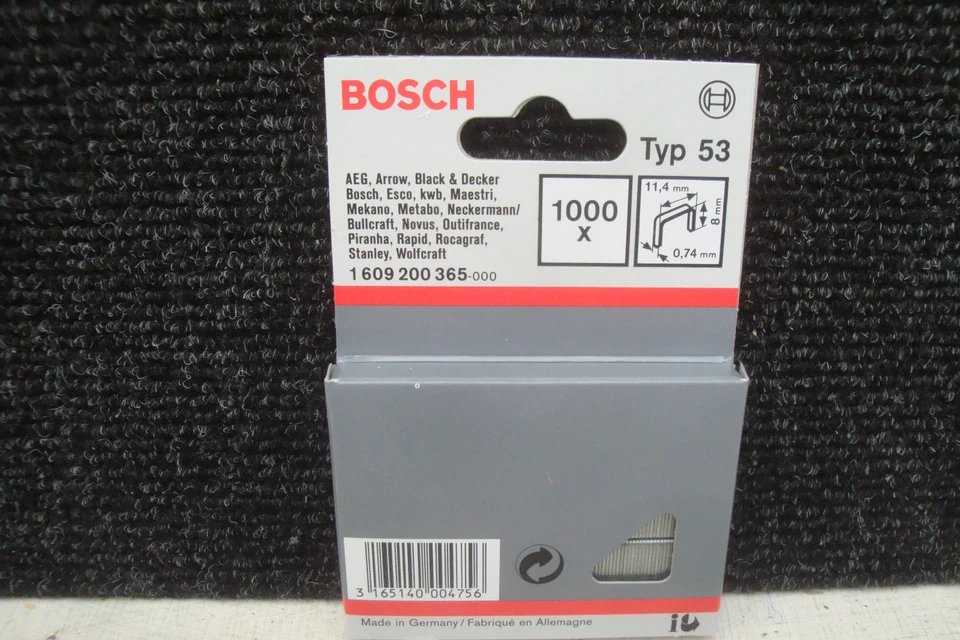 BOSCH
Typ 53
AEG, Arrow, Black & Decker
Bosch, Esco, kwb, Maestri,
Mekano, Metabo, Neckermann/
Bullcraft, Novus, Outifrance,
Piranha, Rapid, Rocagraf,
Stanley, Wolfcraft
1 609 200 365-000
1000
x
11,4 mm
8 mm
0,74 mm
3 165140 004756
Made in Germany / Fabriqué en Allemagne